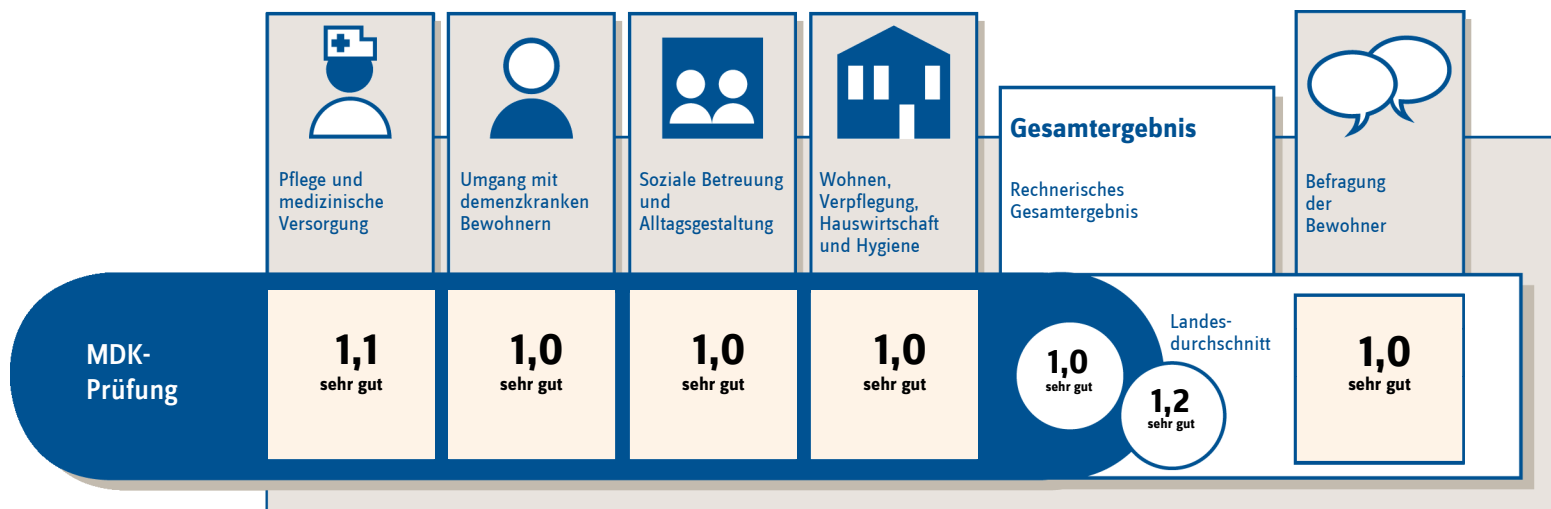 Pflege und
medizinische
Versorgung
Umgang mit
demenzkranken
Bewohnern
Soziale Betreuung
und
Alltagsgestaltung
Wohnen,
Verpflegung,
Hauswirtschaft
und Hygiene
Gesamtergebnis
Rechnerisches
Gesamtergebnis
Befragung
der
Bewohner
MDK-
Prüfung
1,1
sehr gut
1,0
sehr gut
1,0
sehr gut
1,0
sehr gut
1,0
sehr gut
Landes-
durchschnitt
1,2
sehr gut
1,0
sehr gut